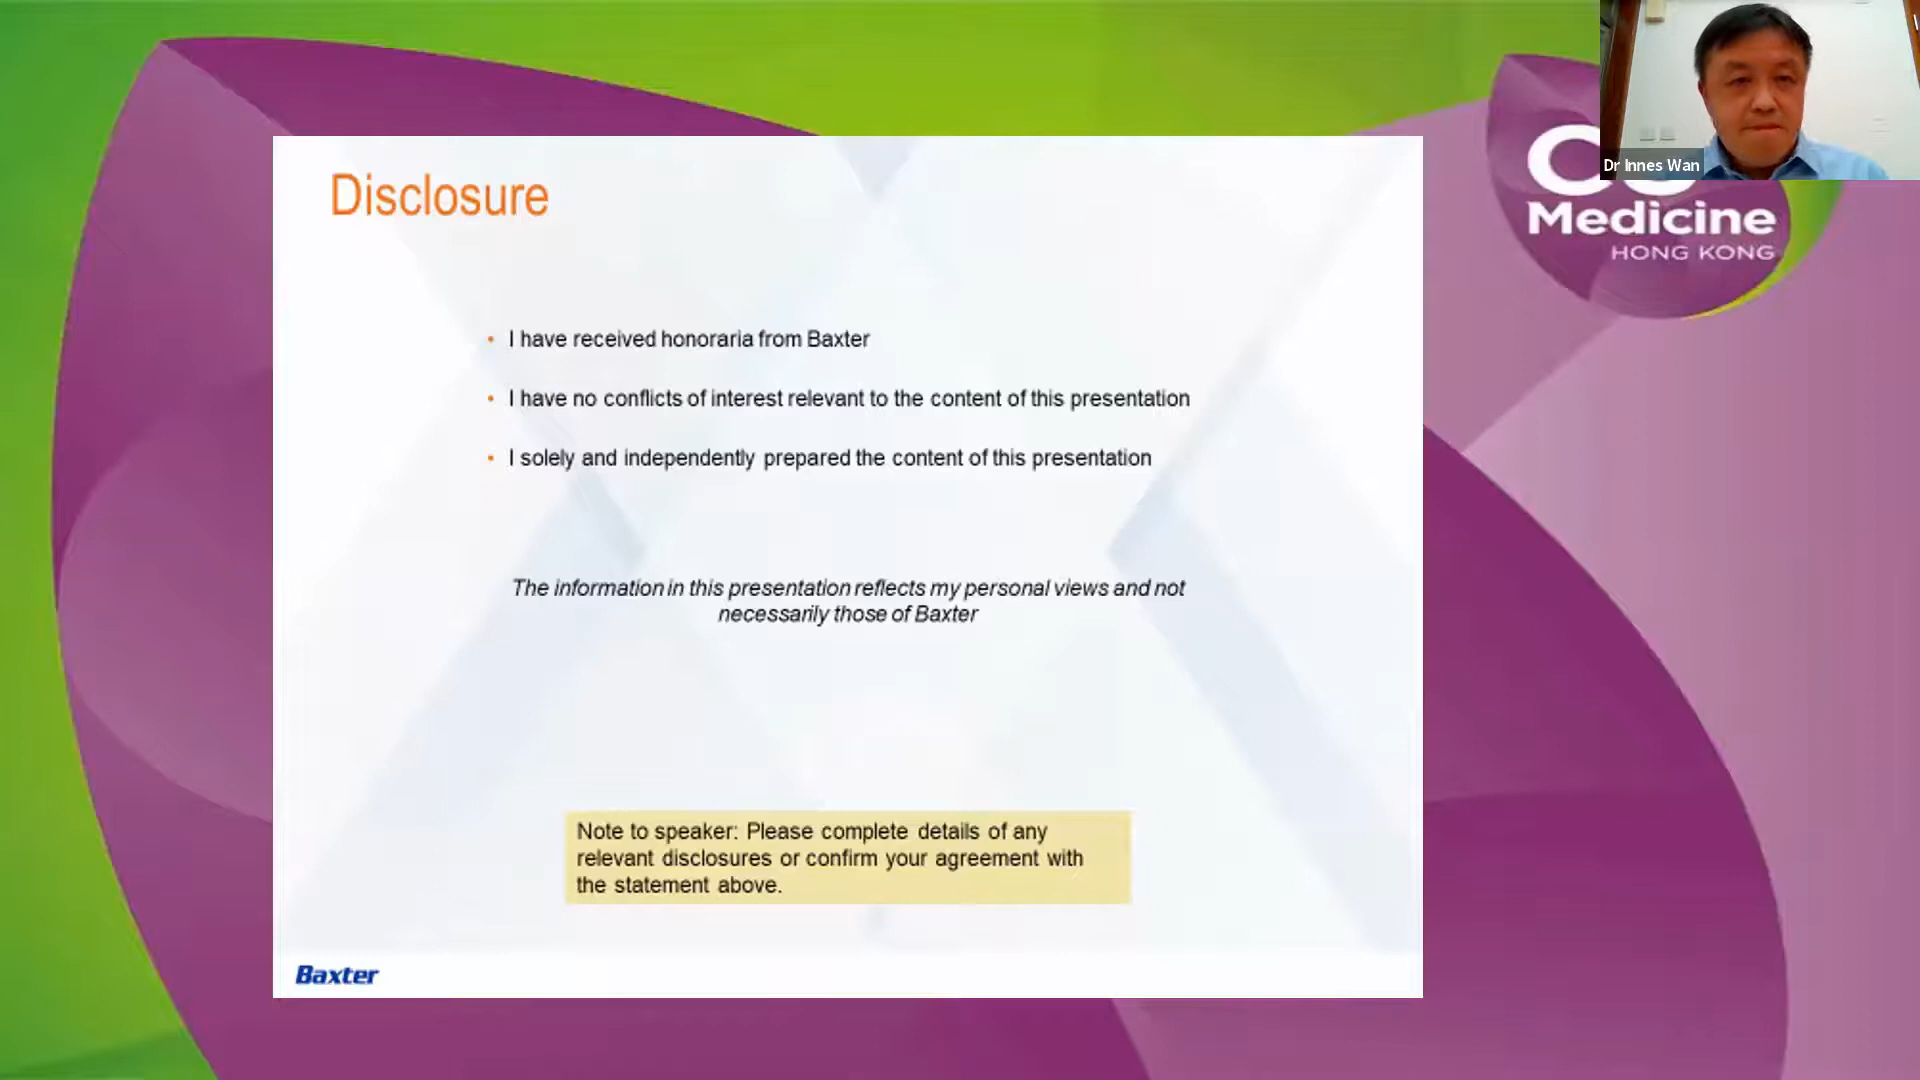 Disclosure
• I have received honoraria from Baxter
• I have no conflicts of interest relevant to the content of this presentation
• I solely and independently prepared the content of this presentation
The information in this presentation reflects my personal views and not
necessarily those of Baxter
Note to speaker: Please complete details of any
relevant disclosures or confirm your agreement with
the statement above.
Baxter
Dr Innes Wan
Medicine
HONG KONG